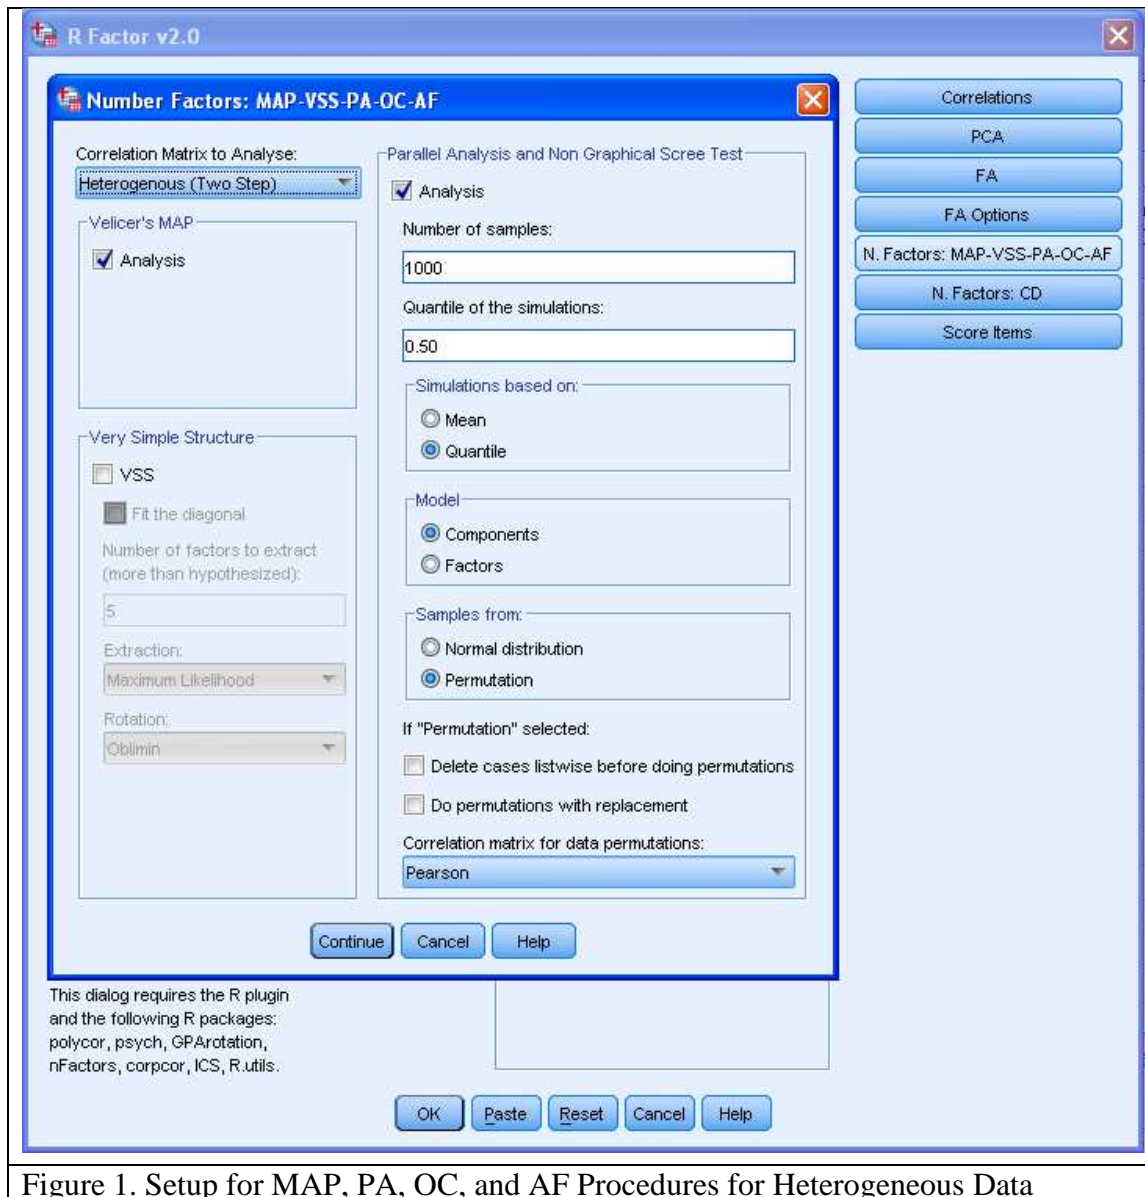 R Factor v2.0
Number Factors: MAP-VSS-PA-OC-AF
Correlation Matrix to Analyse:
Heterogenous (Two Step)
Velicer's MAP
Analysis
Very Simple Structure
VSS
Fit the diagonal
Number of factors to extract
(more than hypothesized):
5
Extraction:
Maximum Likelihood
Rotation:
Oblimin
Parallel Analysis and Non Graphical Scree Test
Analysis
Number of samples:
1000
Quantile of the simulations:
0.50
Simulations based on:
Mean
Quantile
Model
Components
Factors
Samples from:
Normal distribution
Permutation
If "Permutation" selected:
Delete cases listwise before doing permutations
Do permutations with replacement
Correlation matrix for data permutations:
Pearson
Continue
Cancel
Help
Correlations
PCA
FA
FA Options
N. Factors: MAP-VSS-PA-OC-AF
N. Factors: CD
Score Items
This dialog requires the R plugin
and the following R packages:
polycor, psych, GPArotation,
nFactors, corpcor, ICS, R.utils.
OK
Paste
Reset
Cancel
Help
Figure 1. Setup for MAP, PA, OC, and AF Procedures for Heterogeneous Data